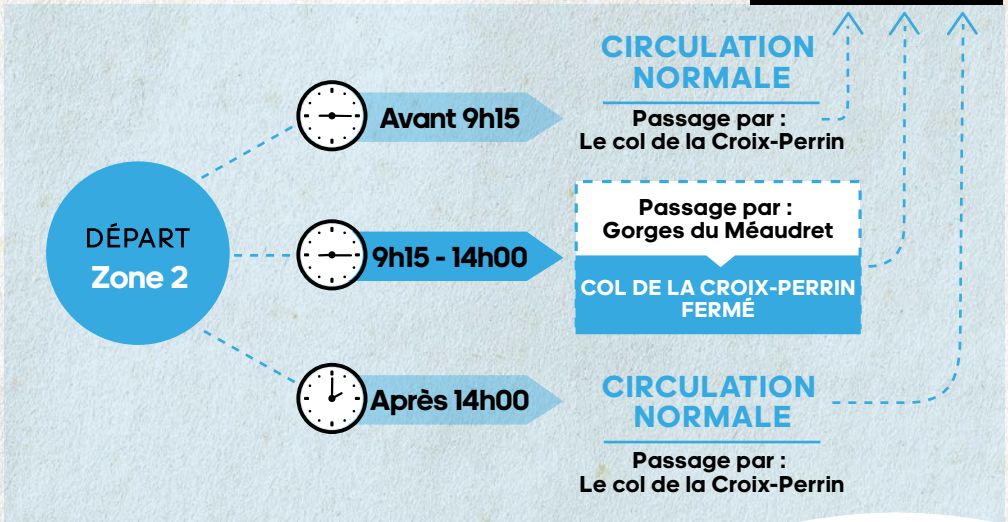 CIRCULATION
NORMALE
Avant 9h15
Passage par :
Le col de la Croix-Perrin
DÉPART
Zone 2
9h15 - 14h00
Passage par :
Gorges du Méaudret
COL DE LA CROIX-PERRIN
FERMÉ
Après 14h00
CIRCULATION
NORMALE
Passage par :
Le col de la Croix-Perrin